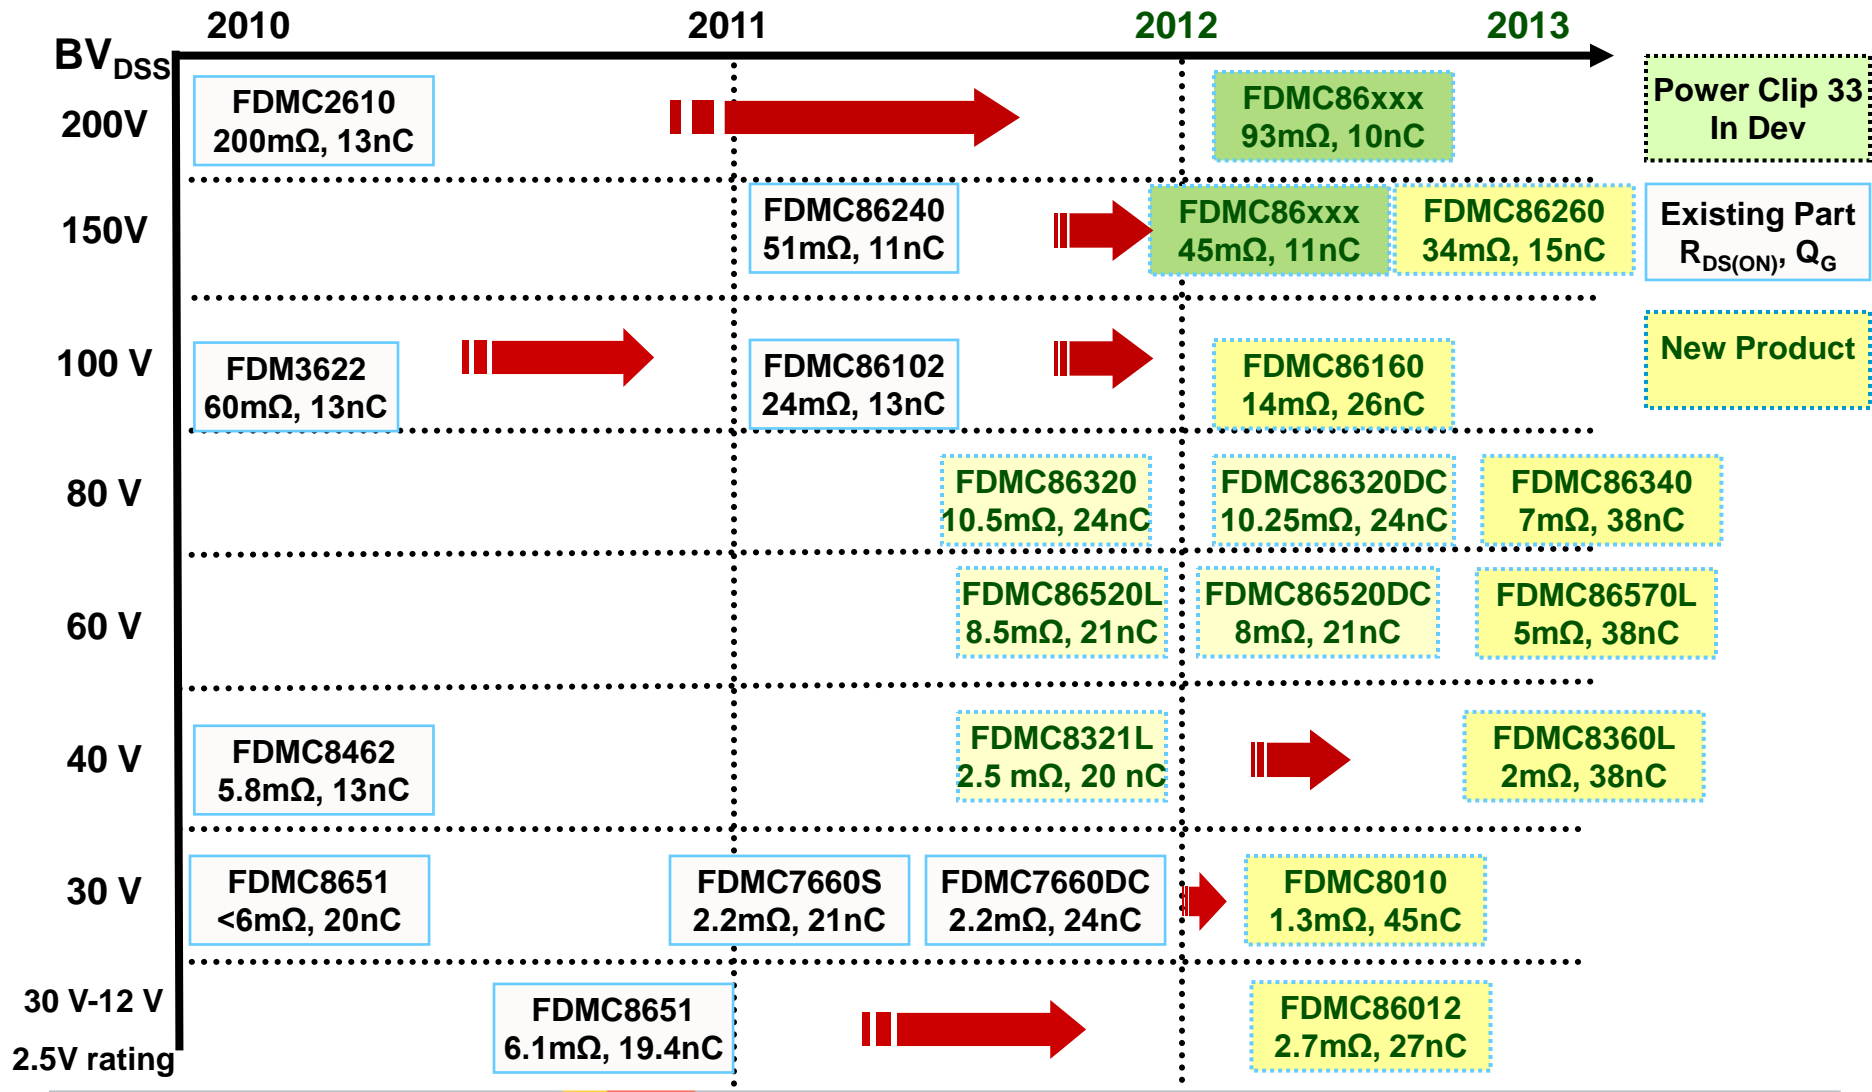 2010 2011 2012 2013
BVDSS
200V
FDMC2610
200mΩ, 13nC
FDMC86xxx
93mΩ, 10nC
Power Clip 33
In Dev
150V
FDMC86240
51mΩ, 11nC
FDMC86xxx
45mΩ, 11nC
FDMC86260
34mΩ, 15nC
Existing Part
RDS(ON), QG
100 V
FDM3622
60mΩ, 13nC
FDMC86102
24mΩ, 13nC
FDMC86160
14mΩ, 26nC
New Product
80 V
FDMC86320
10.5mΩ, 24nC
FDMC86320DC
10.25mΩ, 24nC
FDMC86340
7mΩ, 38nC
60 V
FDMC86520L
8.5mΩ, 21nC
FDMC86520DC
8mΩ, 21nC
FDMC86570L
5mΩ, 38nC
40 V
FDMC8462
5.8mΩ, 13nC
FDMC8321L
2.5 mΩ, 20 nC
FDMC8360L
2mΩ, 38nC
30 V
FDMC8651
<6mΩ, 20nC
FDMC7660S
2.2mΩ, 21nC
FDMC7660DC
2.2mΩ, 24nC
FDMC8010
1.3mΩ, 45nC
30 V-12 V
2.5V rating
FDMC8651
6.1mΩ, 19.4nC
FDMC86012
2.7mΩ, 27nC